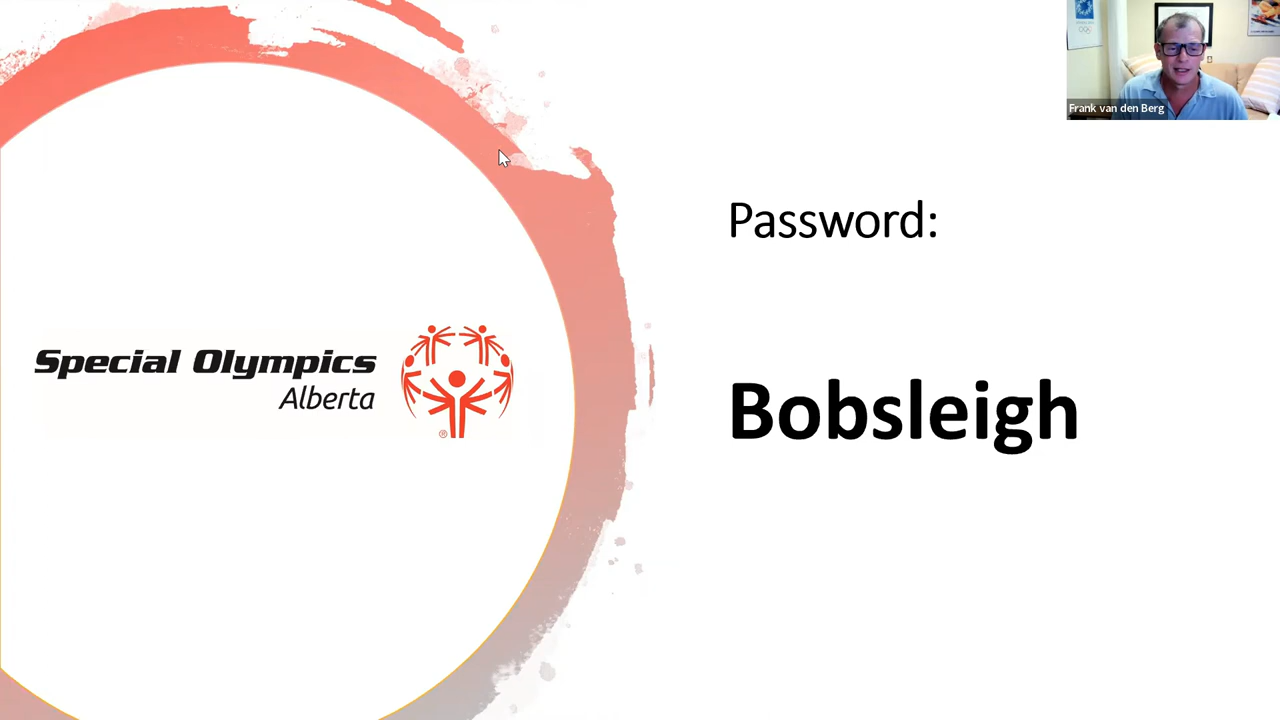 Frank van den Berg
Password:
Special Olympics
Alberta
®
Bobsleigh